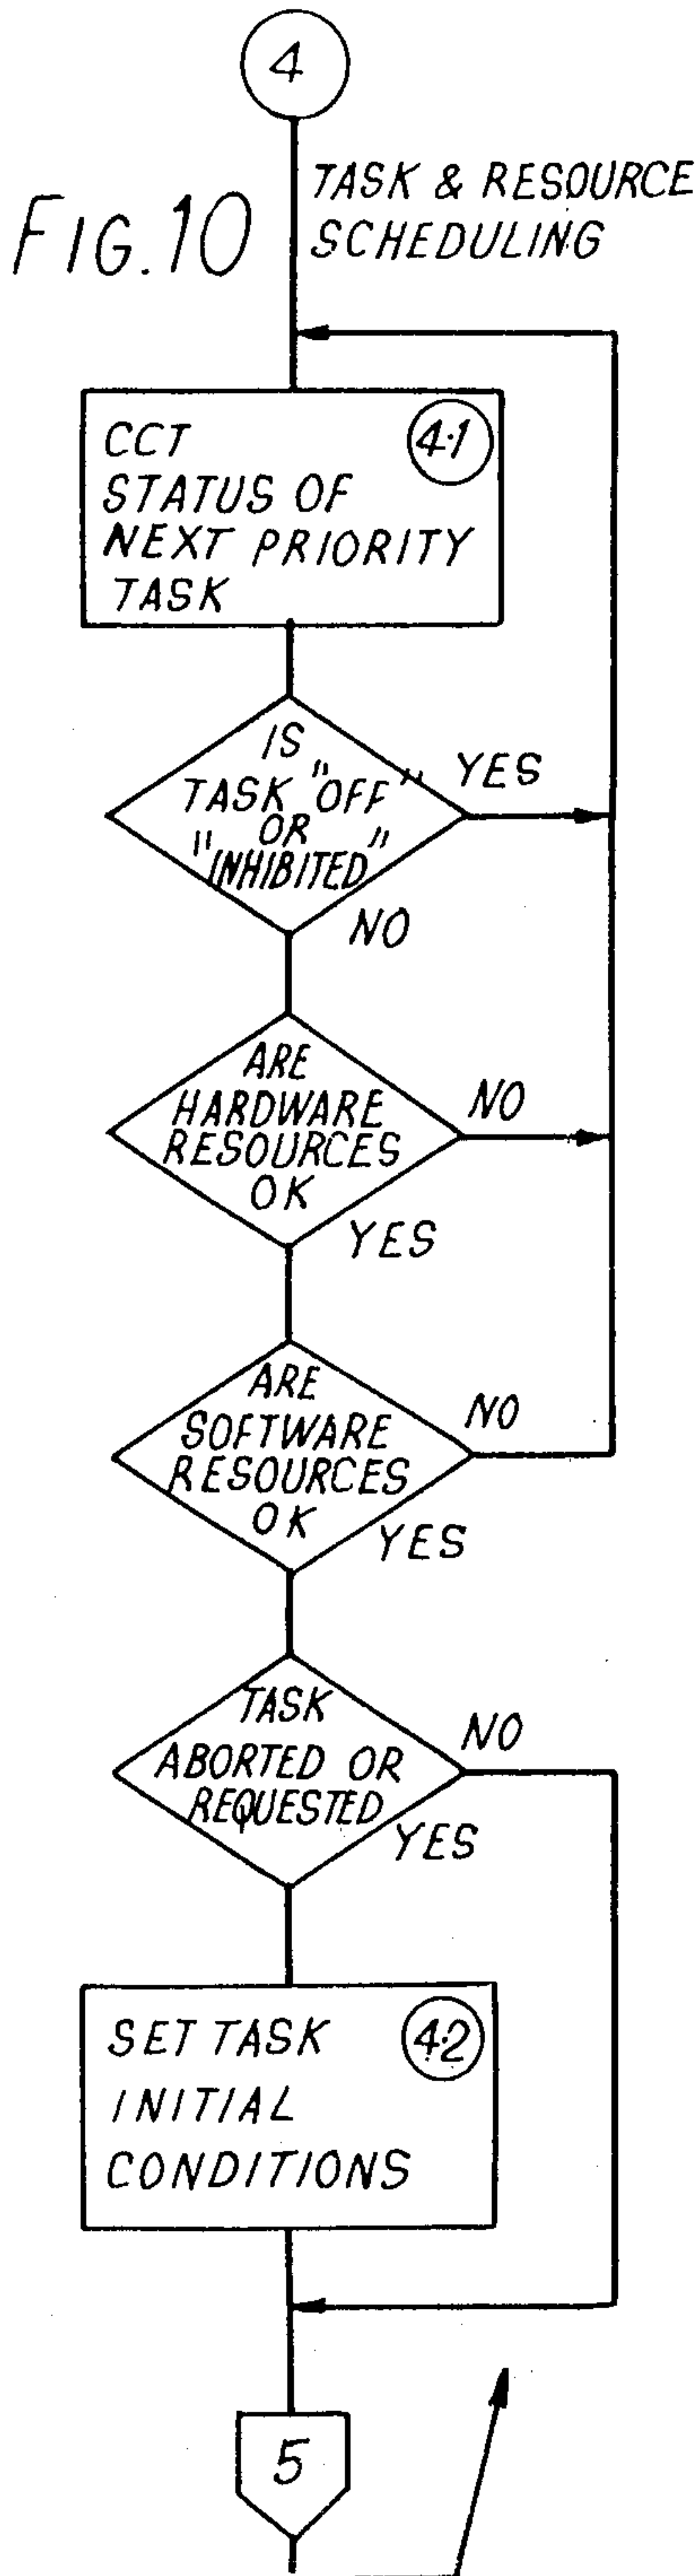 4
TASK & RESOURCE
SCHEDULING
FIG.10
4.1
CCT
STATUS OF
NEXT PRIORITY
TASK
IS
TASK "OFF"
OR
"INHIBITED"
YES
NO
ARE
HARDWARE
RESOURCES
OK
NO
YES
ARE
SOFTWARE
RESOURCES
OK
NO
YES
TASK
ABORTED OR
REQUESTED
NO
YES
SET TASK
INITIAL
CONDITIONS
4.2
5